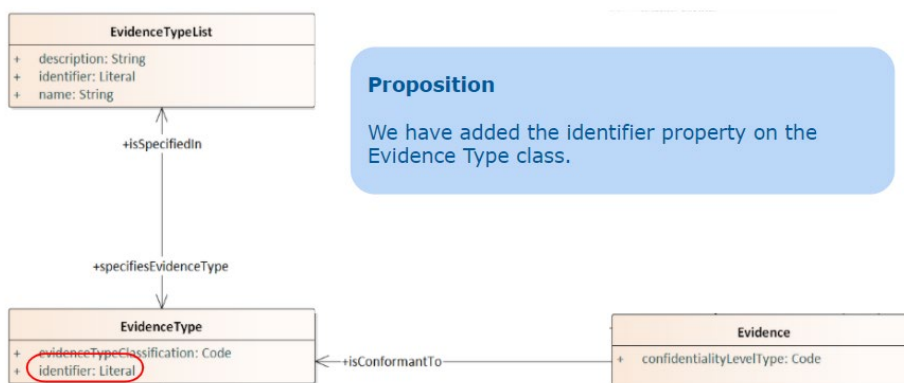 EvidenceTypeList
+ description: String
+ identifier: Literal
+ name: String
Proposition
We have added the identifier property on the
Evidence Type class.
+isSpecifiedIn
+specifiesEvidenceType
EvidenceType
+ evidenceTypeClassification: Code
+ identifier: Literal
+isConformantTo
Evidence
+ confidentialityLevelType: Code